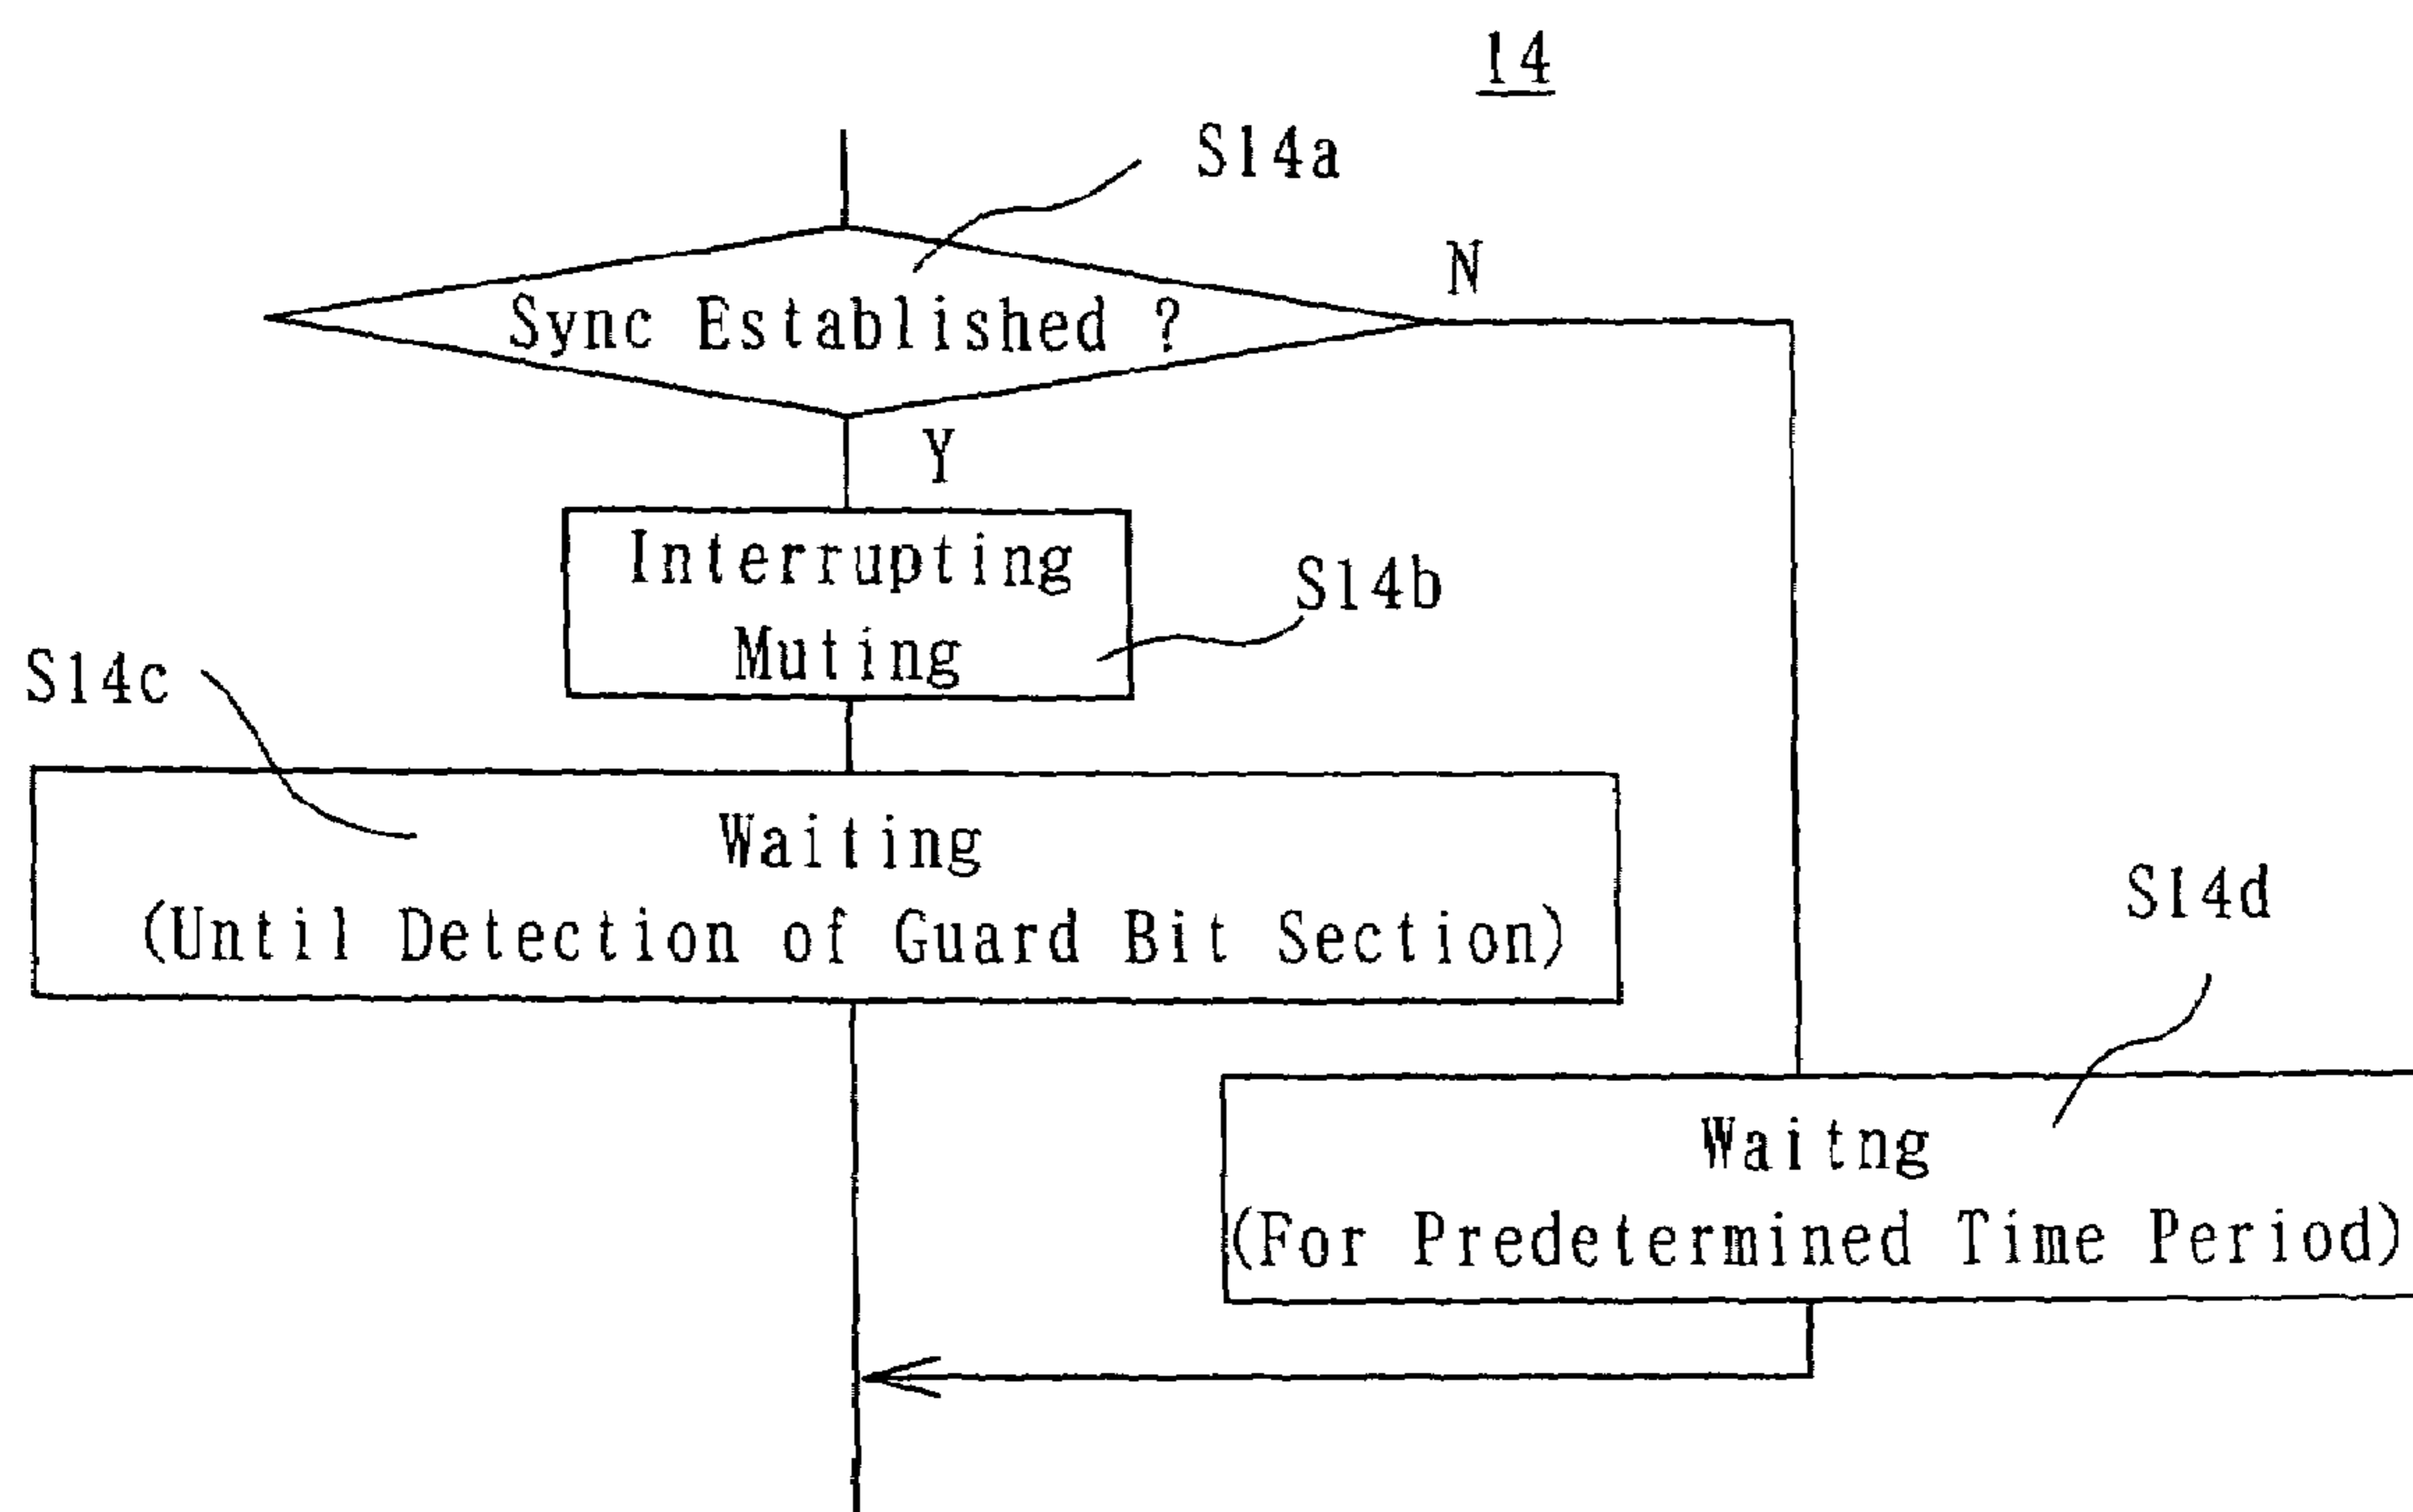 14
S14a
N
Sync Established ?
Y
Interrupting
Muting
S14b
S14c
Waiting
(Until Detection of Guard Bit Section)
S14d
Waitng
(For Predetermined Time Period)